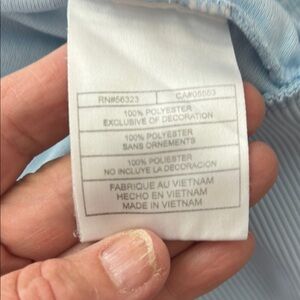 RN#56323 CA#05553
100% POLYESTER
EXCLUSIVE OF DECORATION
100% POLYESTER
SANS ORNEMENTS
100% POLIESTER
NO INCLUYE LA DECORACION
FABRIQUE AU VIETNAM
HECHO EN VIETNAM
MADE IN VIETNAM